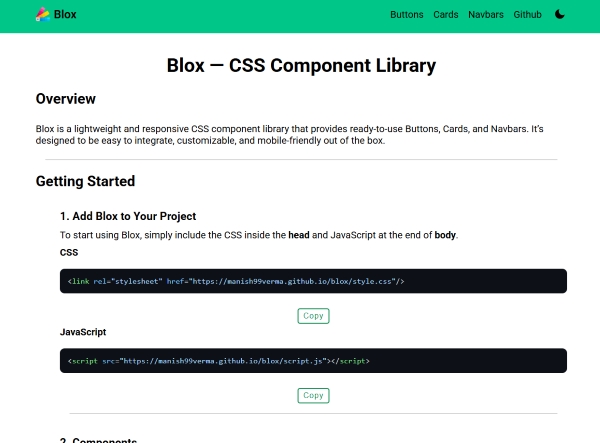 Blox
Buttons Cards Navbars Github
Blox — CSS Component Library
Overview
Blox is a lightweight and responsive CSS component library that provides ready-to-use Buttons, Cards, and Navbars. It's
designed to be easy to integrate, customizable, and mobile-friendly out of the box.
Getting Started
1. Add Blox to Your Project
To start using Blox, simply include the CSS inside the head and JavaScript at the end of body.
CSS
<link rel="stylesheet" href="https://manish99verma.github.io/blox/style.css"/>
Copy
JavaScript
<script src="https://manish99verma.github.io/blox/script.js"></script>
Copy
2. Components